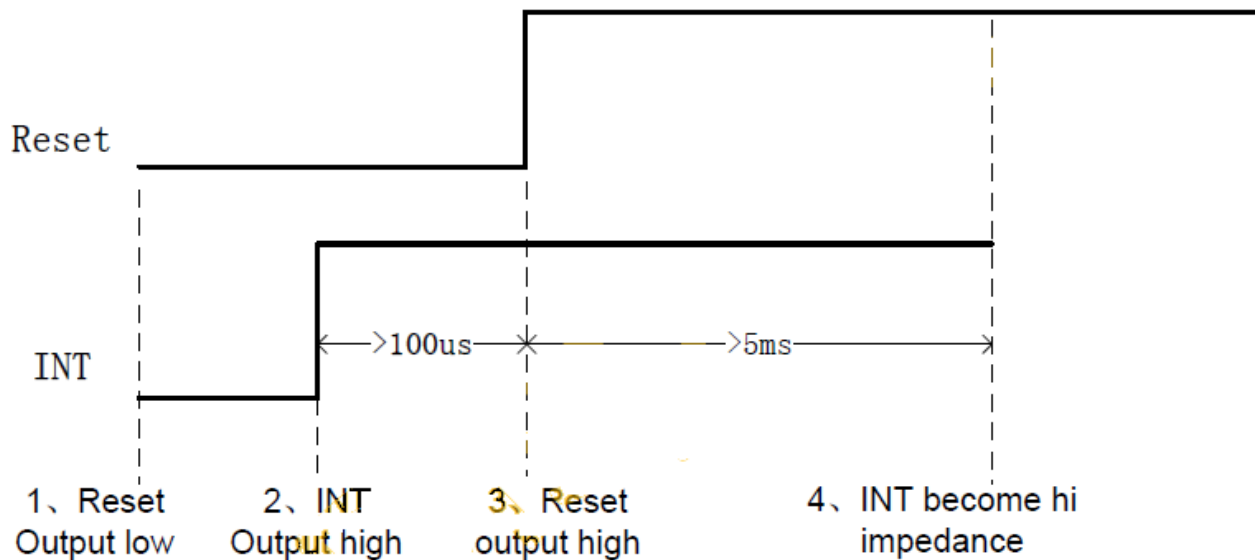 Reset
>100us
>5ms
INT
1、Reset
Output low
2、INT
Output high
3、Reset
output high
4、INT become hi
impedance